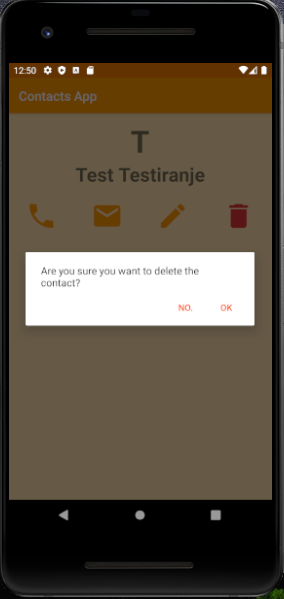 12:50
Contacts App
T
Test Testiranje
Are you sure you want to delete the
contact?
NO. OK